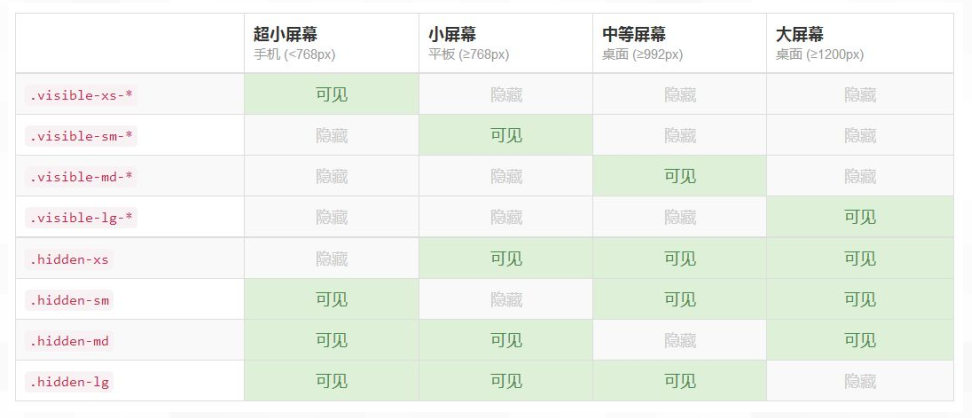 超小屏幕 小屏幕 中等屏幕 大屏幕
手机 (<768px) 平板 (≥768px) 桌面 (≥992px) 桌面 (≥1200px)
.visible-xs-* 可见 隐藏 隐藏 隐藏
.visible-sm-* 隐藏 可见 隐藏 隐藏
.visible-md-* 隐藏 隐藏 可见 隐藏
.visible-lg-* 隐藏 隐藏 隐藏 可见
.hidden-xs 隐藏 可见 可见 可见
.hidden-sm 可见 隐藏 可见 可见
.hidden-md 可见 可见 隐藏 可见
.hidden-lg 可见 可见 可见 隐藏